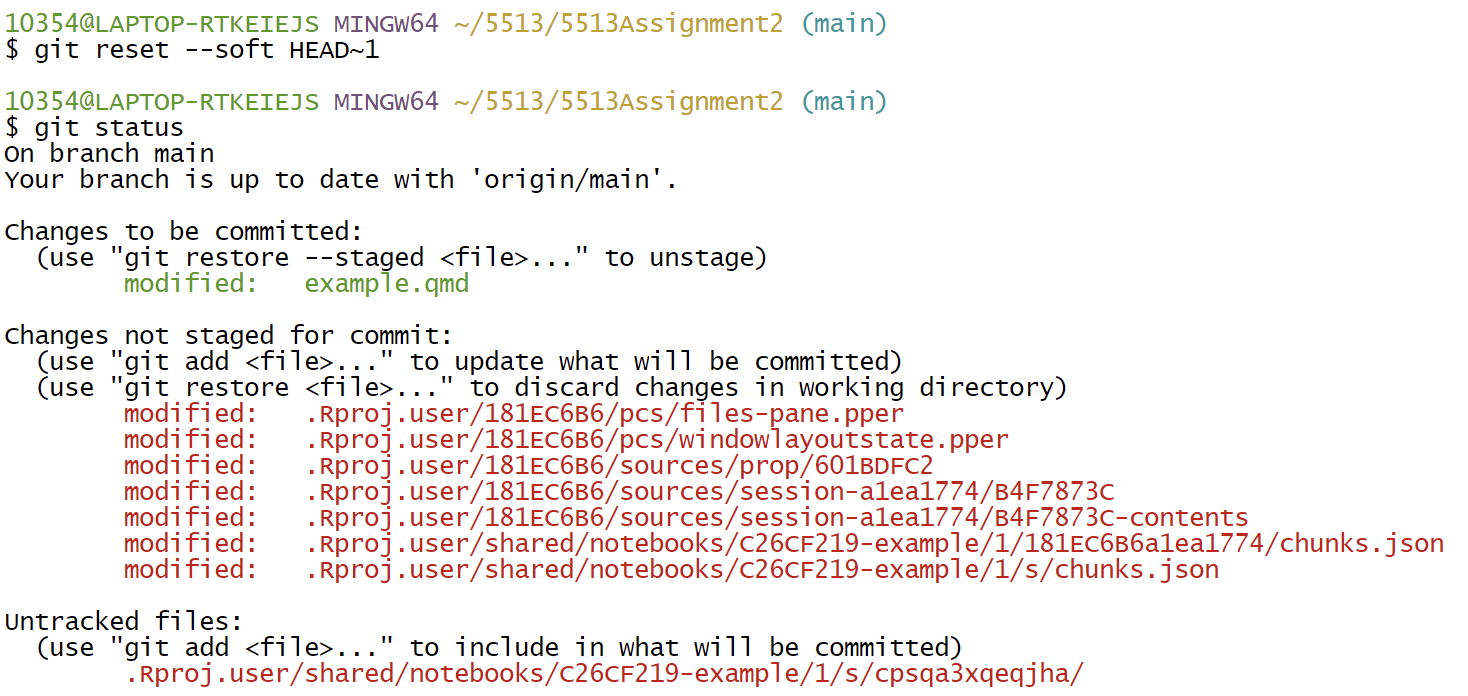 10354@LAPTOP-RTKEIEJS MINGW64 ~/5513/5513Assignment2 (main)
$ git reset --soft HEAD~1
10354@LAPTOP-RTKEIEJS MINGW64 ~/5513/5513Assignment2 (main)
$ git status
On branch main
Your branch is up to date with 'origin/main'.
Changes to be committed:
  (use "git restore --staged <file>..." to unstage)
        modified:   example.qmd
Changes not staged for commit:
  (use "git add <file>..." to update what will be committed)
  (use "git restore <file>..." to discard changes in working directory)
        modified:   .Rproj.user/181EC6B6/pcs/files-pane.pper
        modified:   .Rproj.user/181EC6B6/pcs/windowlayoutstate.pper
        modified:   .Rproj.user/181EC6B6/sources/prop/601BDFC2
        modified:   .Rproj.user/181EC6B6/sources/session-a1ea1774/B4F7873C
        modified:   .Rproj.user/181EC6B6/sources/session-a1ea1774/B4F7873C-contents
        modified:   .Rproj.user/shared/notebooks/C26CF219-example/1/181EC6B6a1ea1774/chunks.json
        modified:   .Rproj.user/shared/notebooks/C26CF219-example/1/s/chunks.json
Untracked files:
  (use "git add <file>..." to include in what will be committed)
        .Rproj.user/shared/notebooks/C26CF219-example/1/s/cpsqa3xqeqjha/